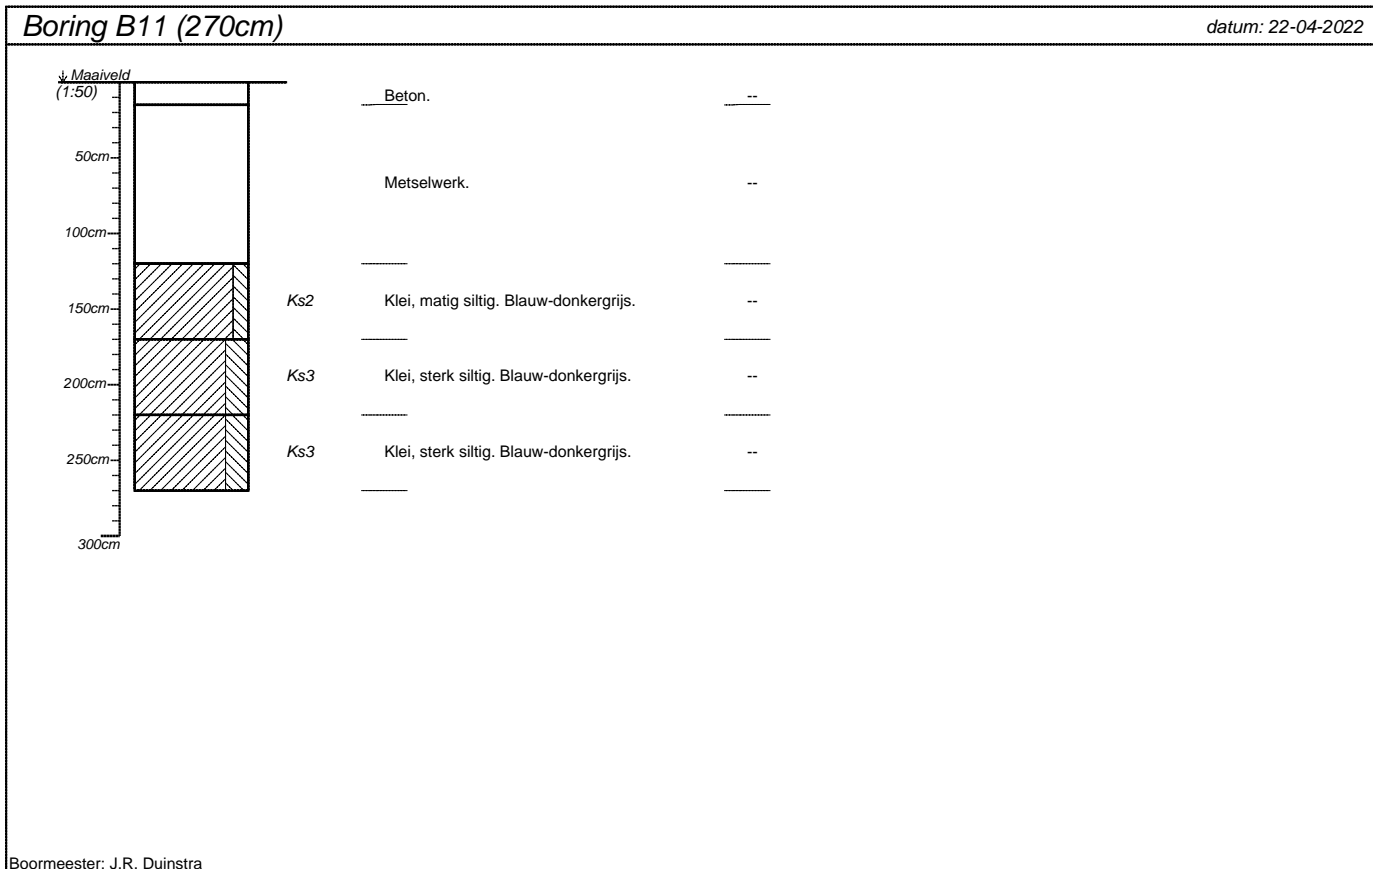 Boring B11 (270cm)
datum: 22-04-2022
Maaiveld
(1:50)
Beton.
--
50cm
Metselwerk.
--
100cm
150cm
Ks2
Klei, matig siltig. Blauw-donkergrijs.
--
200cm
Ks3
Klei, sterk siltig. Blauw-donkergrijs.
--
250cm
Ks3
Klei, sterk siltig. Blauw-donkergrijs.
--
300cm
Boormeester: J.R. Duinstra